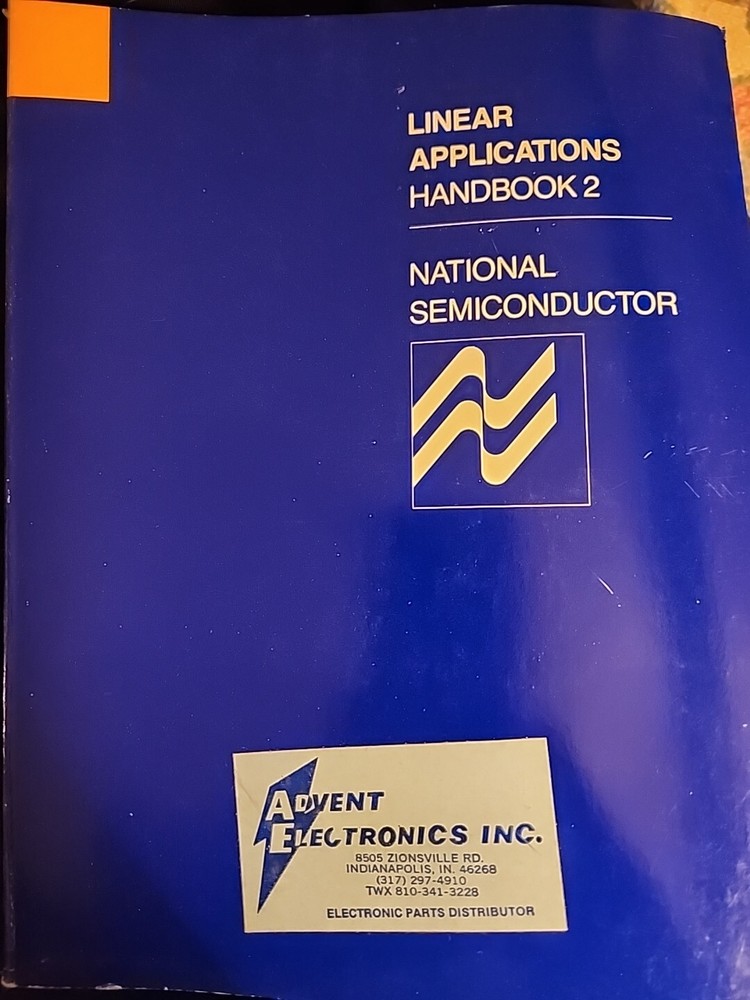 LINEAR
APPLICATIONS
HANDBOOK 2
NATIONAL
SEMICONDUCTOR
ADVENT
ELECTRONICS INC.
8505 ZIONSVILLE RD.
INDIANAPOLIS, IN. 46268
(317) 297-4910
TWX 810-341-3228
ELECTRONIC PARTS DISTRIBUTOR